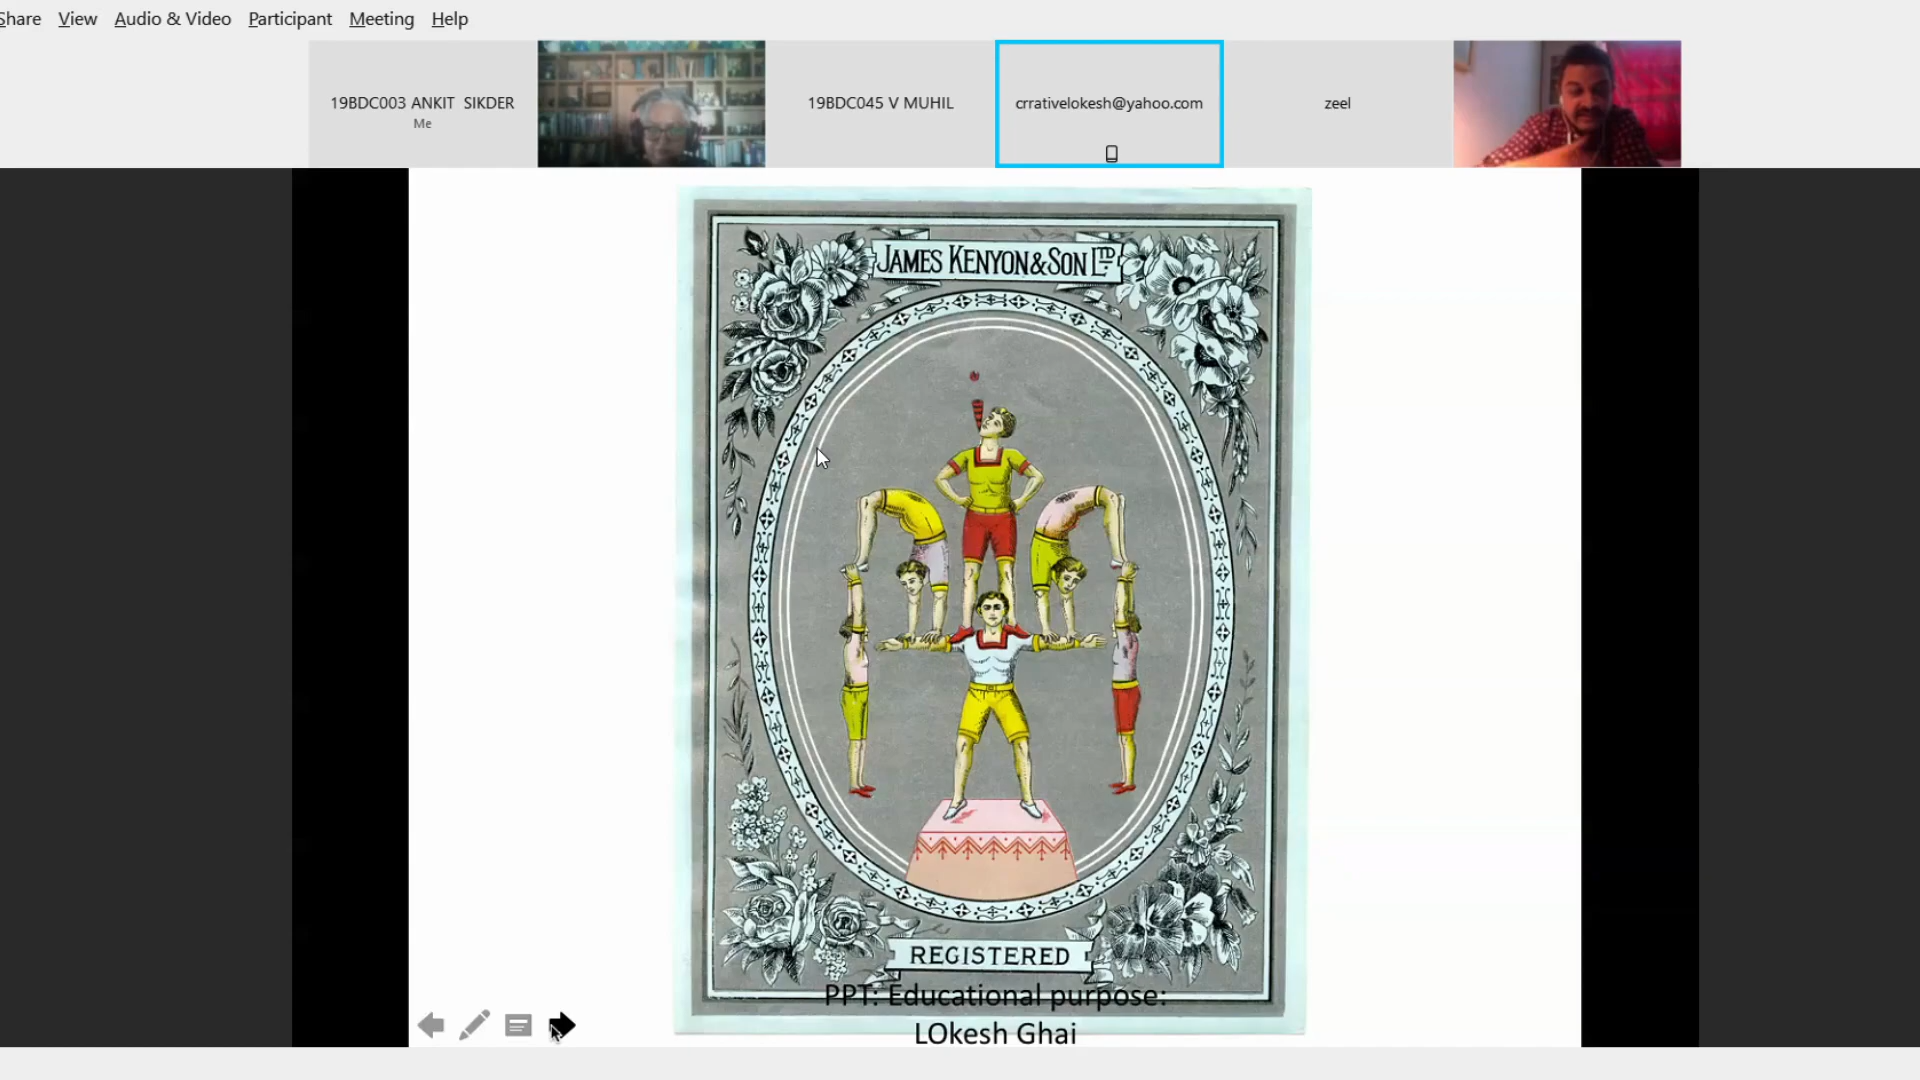 Share View Audio & Video Participant Meeting Help
19BDC003 ANKIT SIKDER
Me
19BDC045 V MUHIL
crrativelokesh@yahoo.com
zeel
JAMES KENYON & SON LTD.
REGISTERED
PPT: Educational purpose:
LOkesh Ghai